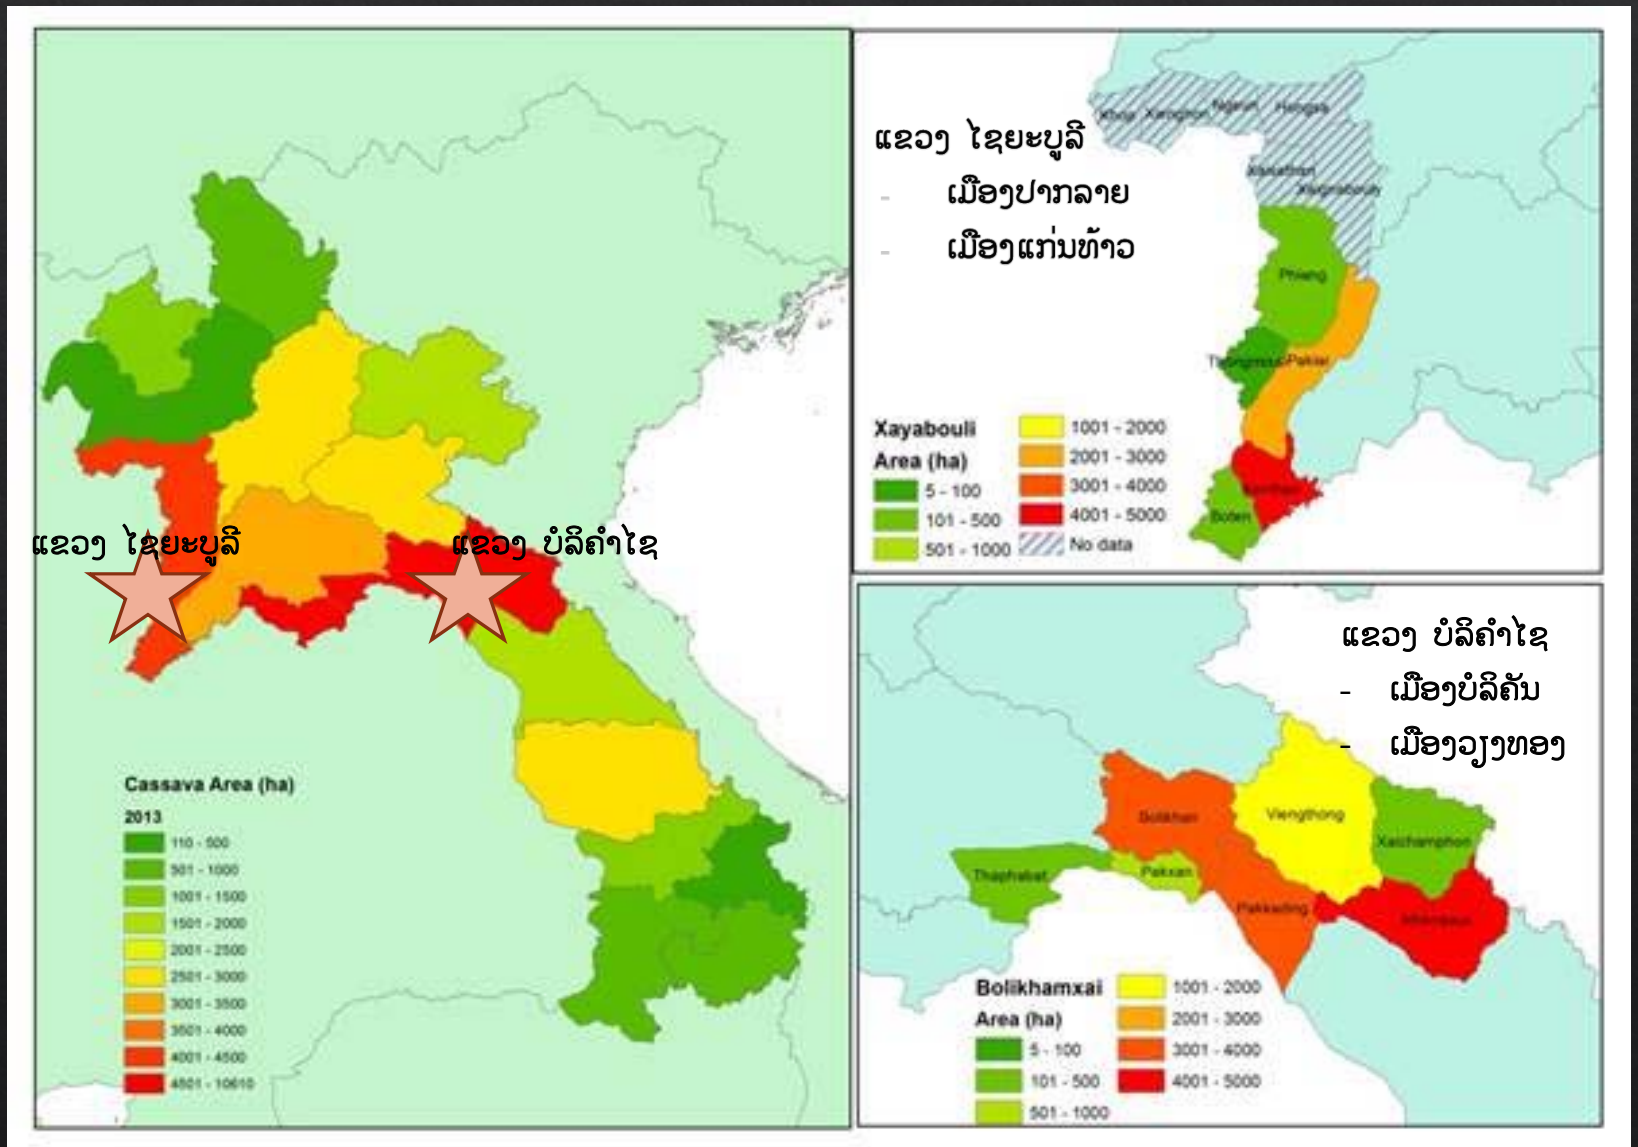 ແຂວງ ໄຊຍະບູລີ
ແຂວງ ບໍລິຄຳໄຊ
Cassava Area (ha)
2013
110 - 500
501 - 1000
1001 - 1500
1501 - 2000
2001 - 2500
2501 - 3000
3001 - 3500
3501 - 4000
4001 - 4500
4501 - 10610
ແຂວງ ໄຊຍະບູລີ
- ເມືອງປາກລາຍ
- ເມືອງແກ່ນທ້າວ
Khop Xienghon Ngeun Hongsa
Xaisathan
Xaignabouly
Phiang
Paklai
Boten
Xayabouli
Area (ha)
5 - 100
101 - 500
501 - 1000
1001 - 2000
2001 - 3000
3001 - 4000
4001 - 5000
No data
ແຂວງ ບໍລິຄຳໄຊ
- ເມືອງບໍລິຄັນ
- ເມືອງວຽງທອງ
Bolikhan
Viengthong
Xaichamphon
Thaphabat
Pakxan
Pakkading
Bolikhamxai
Area (ha)
5 - 100
101 - 500
501 - 1000
1001 - 2000
2001 - 3000
3001 - 4000
4001 - 5000